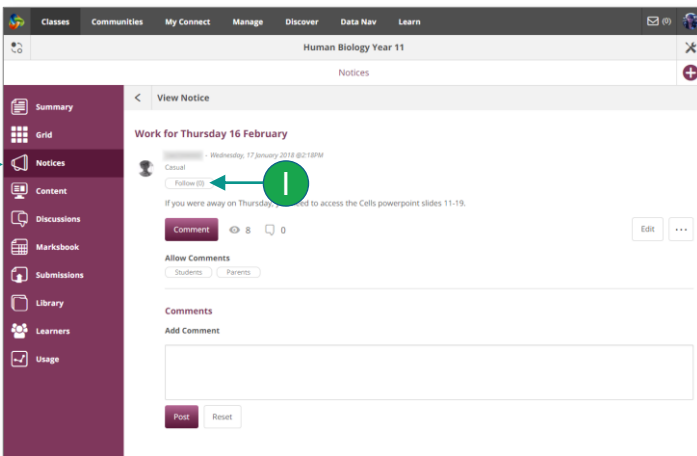 Classes Communities My Connect Manage Discover Data Nav Learn (0)
Human Biology Year 11
Notices
Summary
Grid
Notices
Content
Discussions
Marksbook
Submissions
Library
Learners
Usage
< View Notice
Work for Thursday 16 February
- Wednesday, 17 January 2018 @2:18PM
Casual
Follow (0)
I
If you were away on Thursday, need to access the Cells powerpoint slides 11-19.
Comment 8 0 Edit ...
Allow Comments
Students Parents
Comments
Add Comment
Post Reset